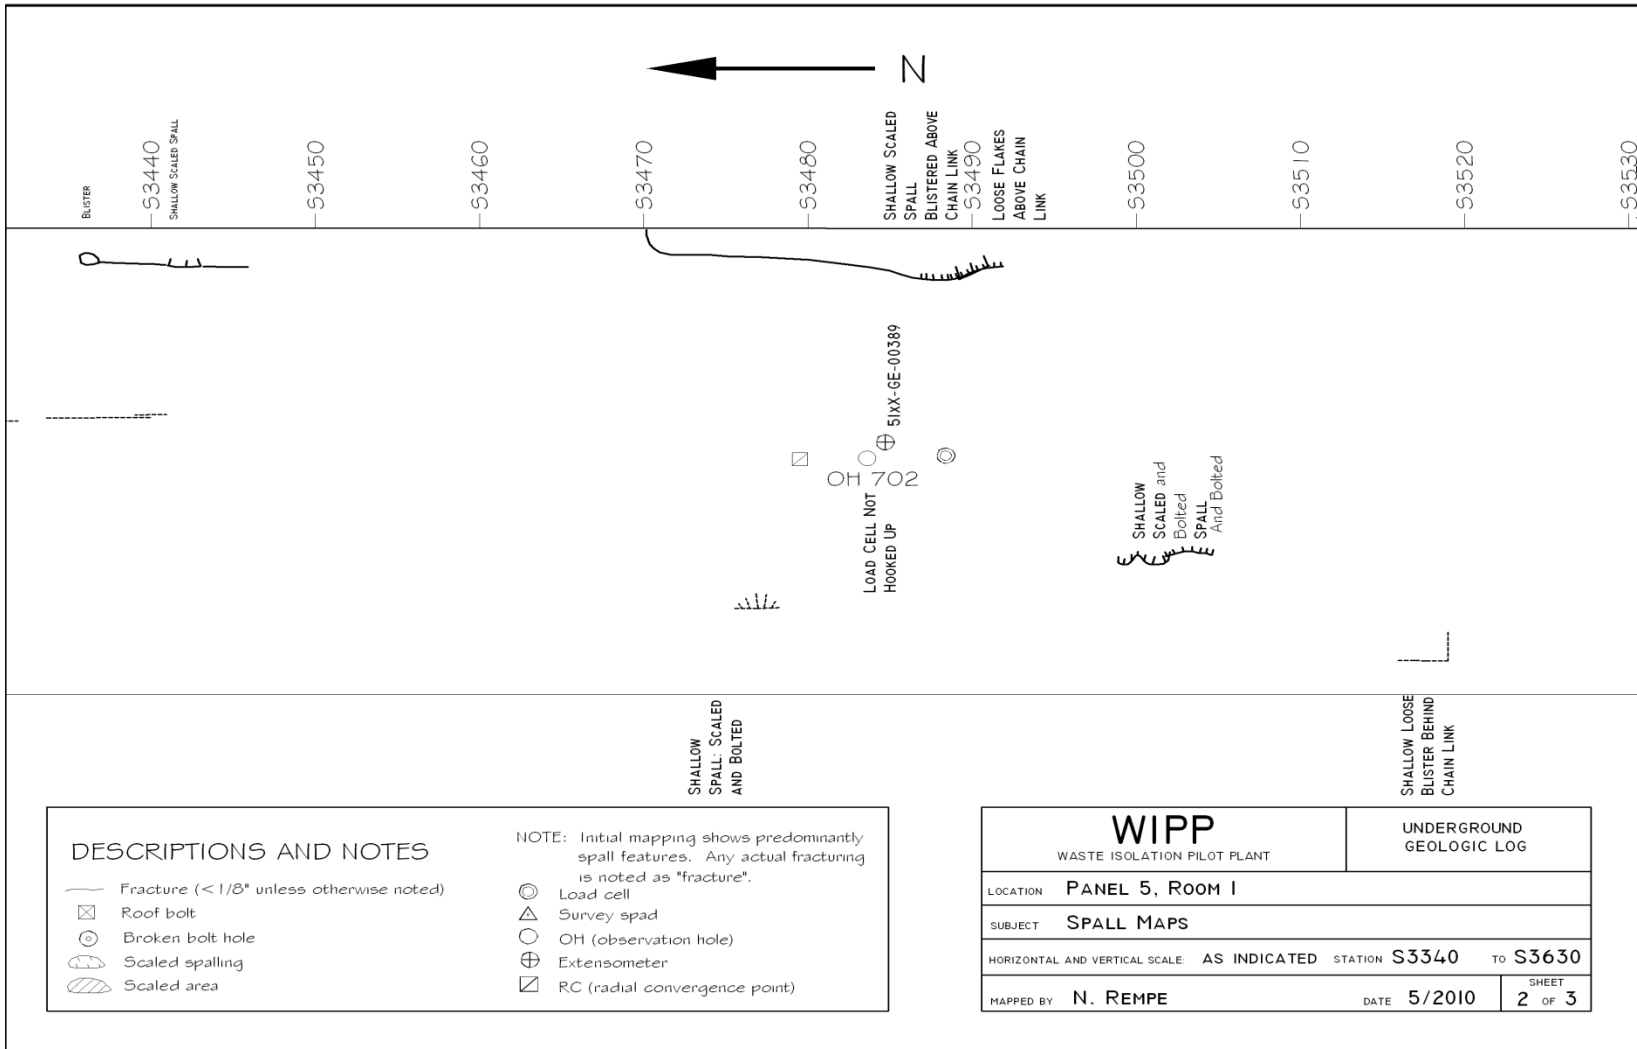 N
BLISTER
S3440
SHALLOW SCALED SPALL
S3450
S3460
S3470
S3480
SHALLOW SCALED
SPALL
BLISTERED ABOVE
CHAIN LINK
S3490
LOOSE FLAKES
ABOVE CHAIN
LINK
S3500
S3510
S3520
S3530
51XX-GE-00389
OH 702
LOAD CELL NOT
HOOKED UP
SHALLOW
SCALED and
Bolted
SPALL
And Bolted
SHALLOW
SPALL: SCALED
AND BOLTED
SHALLOW LOOSE
BLISTER BEHIND
CHAIN LINK
DESCRIPTIONS AND NOTES
Fracture (<1/8" unless otherwise noted)
Roof bolt
Broken bolt hole
Scaled spalling
Scaled area
NOTE: Initial mapping shows predominantly
spall features. Any actual fracturing
is noted as "fracture".
Load cell
Survey spad
OH (observation hole)
Extensometer
RC (radial convergence point)
WIPP
WASTE ISOLATION PILOT PLANT
UNDERGROUND
GEOLOGIC LOG
LOCATION PANEL 5, ROOM 1
SUBJECT SPALL MAPS
HORIZONTAL AND VERTICAL SCALE: AS INDICATED STATION S3340 TO S3630
MAPPED BY N. REMPE DATE 5/2010
SHEET
2 OF 3